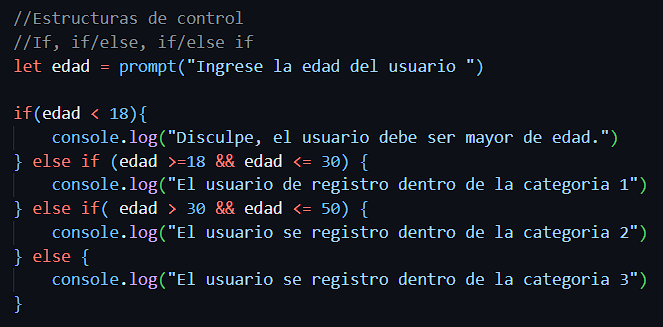 //Estructuras de control
//If, if/else, if/else if
let edad = prompt("Ingrese la edad del usuario ")

if(edad < 18){
    console.log("Disculpe, el usuario debe ser mayor de edad.")
} else if (edad >=18 && edad <= 30) {
    console.log("El usuario de registro dentro de la categoria 1")
} else if( edad > 30 && edad <= 50) {
    console.log("El usuario se registro dentro de la categoria 2")
} else {
    console.log("El usuario se registro dentro de la categoria 3")
}